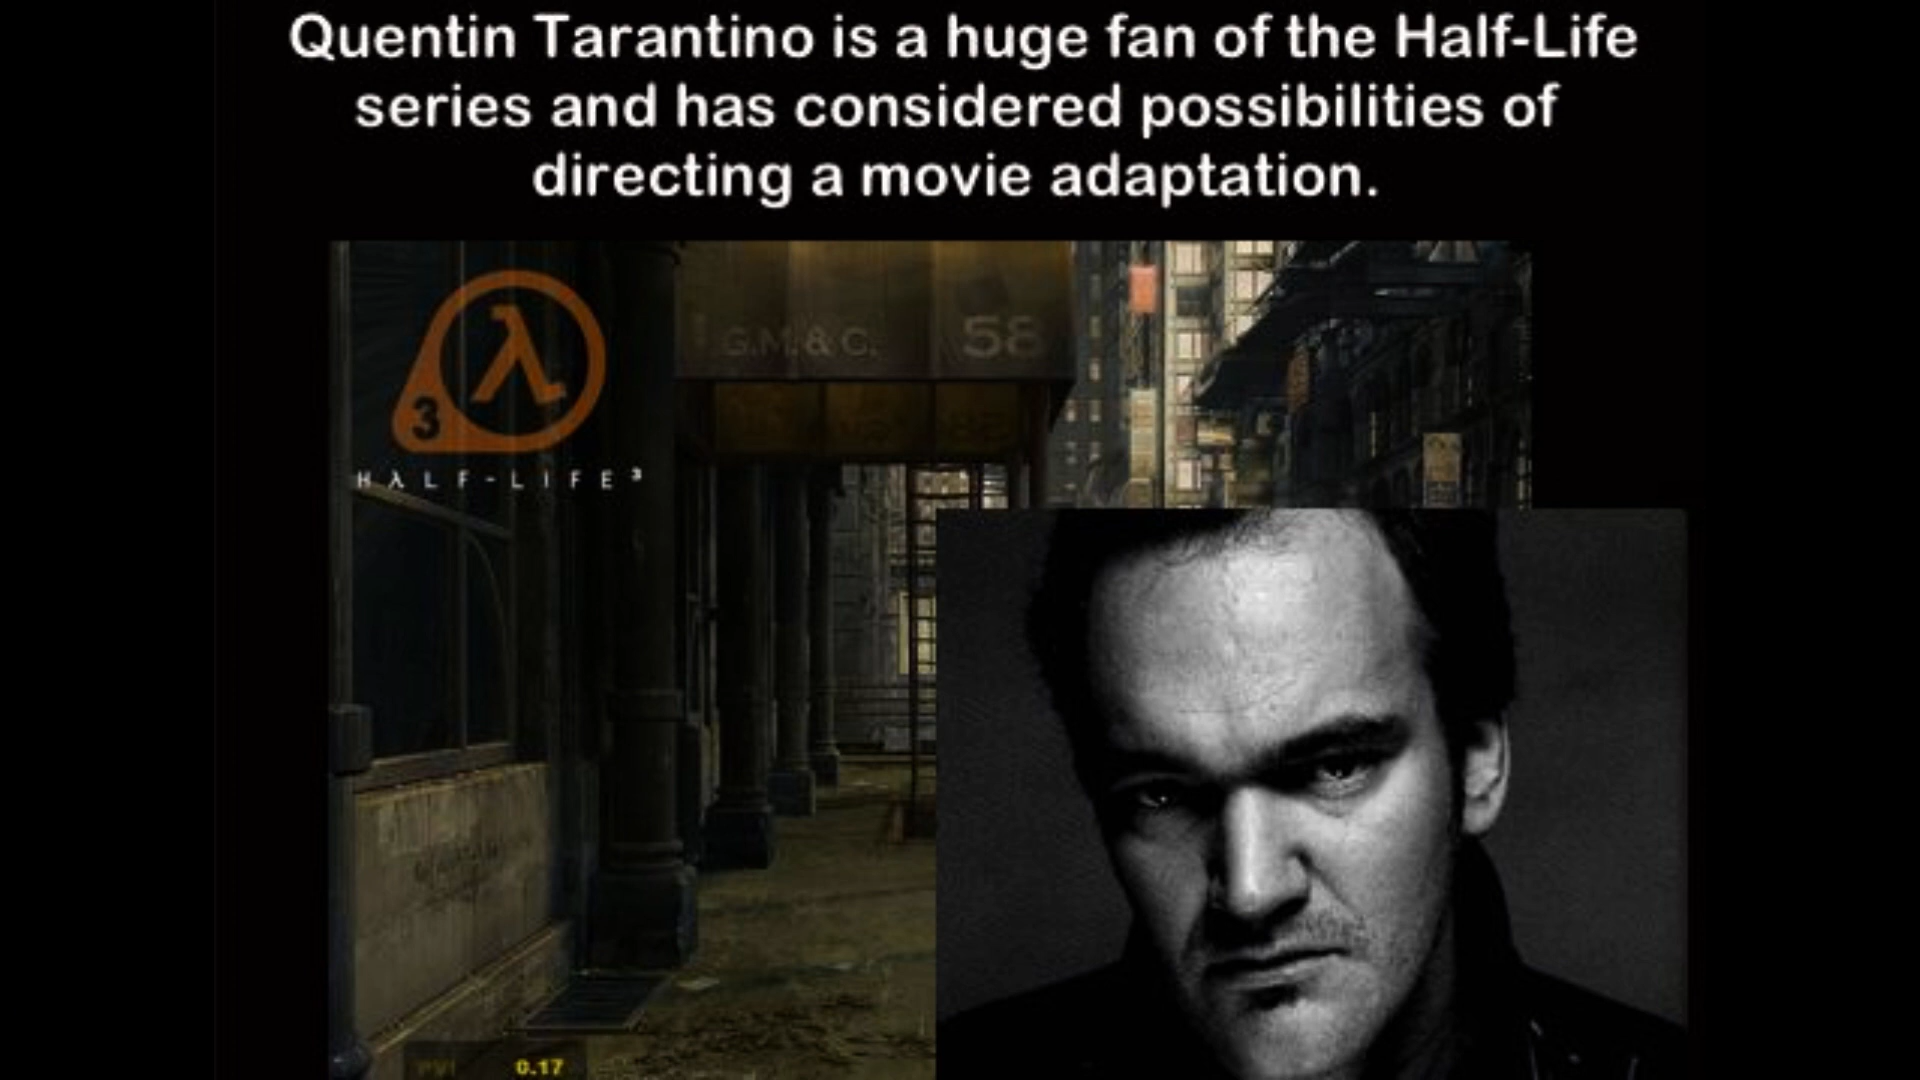 Quentin Tarantino is a huge fan of the Half-Life
series and has considered possibilities of
directing a movie adaptation.
G.M.& C. 58
3
HλLF-LIFE³
0.17